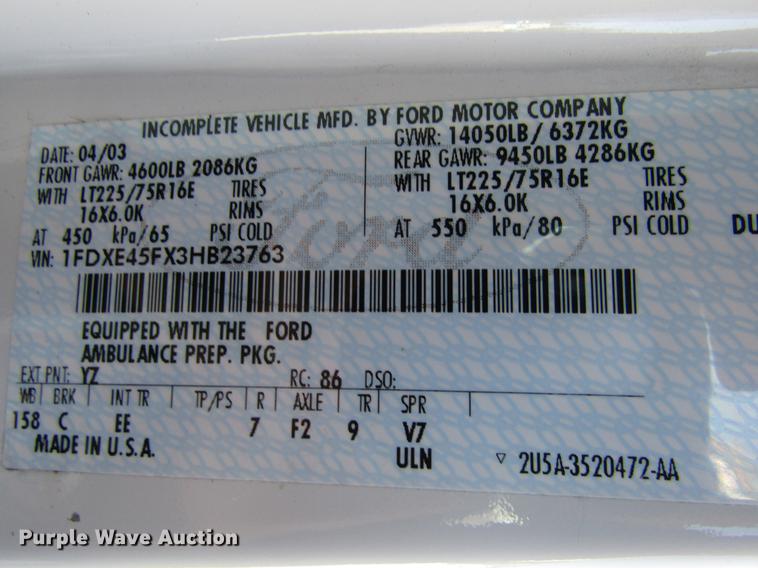 INCOMPLETE VEHICLE MFD. BY FORD MOTOR COMPANY
DATE: 04/03 GVWR: 14050LB/ 6372KG
FRONT GAWR: 4600LB 2086KG REAR GAWR: 9450LB 4286KG
WITH LT225/75R16E TIRES WITH LT225/75R16E TIRES
16X6.0K RIMS 16X6.0K RIMS
AT 450 kPa/65 PSI COLD AT 550 kPa/80 PSI COLD DU
VIN: 1FDXE45FX3HB23763
Ford
EQUIPPED WITH THE FORD
AMBULANCE PREP. PKG.
EXT PNT: YZ RC: 86 DSO:
WB BRK INT TR TP/PS R AXLE TR SPR
158 C EE 7 F2 9 V7
MADE IN U.S.A. ULN 2U5A-3520472-AA
Purple Wave Auction